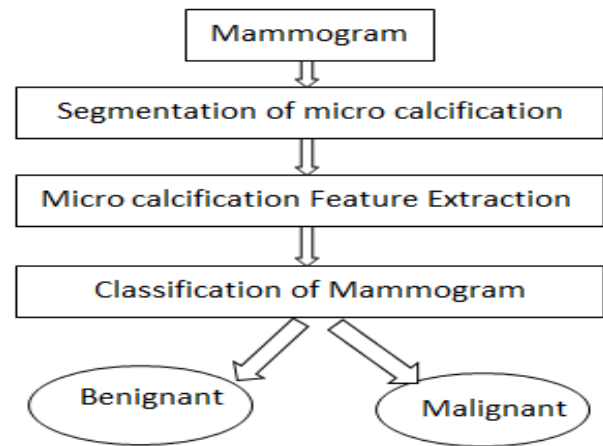 Mammogram
Segmentation of micro calcification
Micro calcification Feature Extraction
Classification of Mammogram
Benignant
Malignant